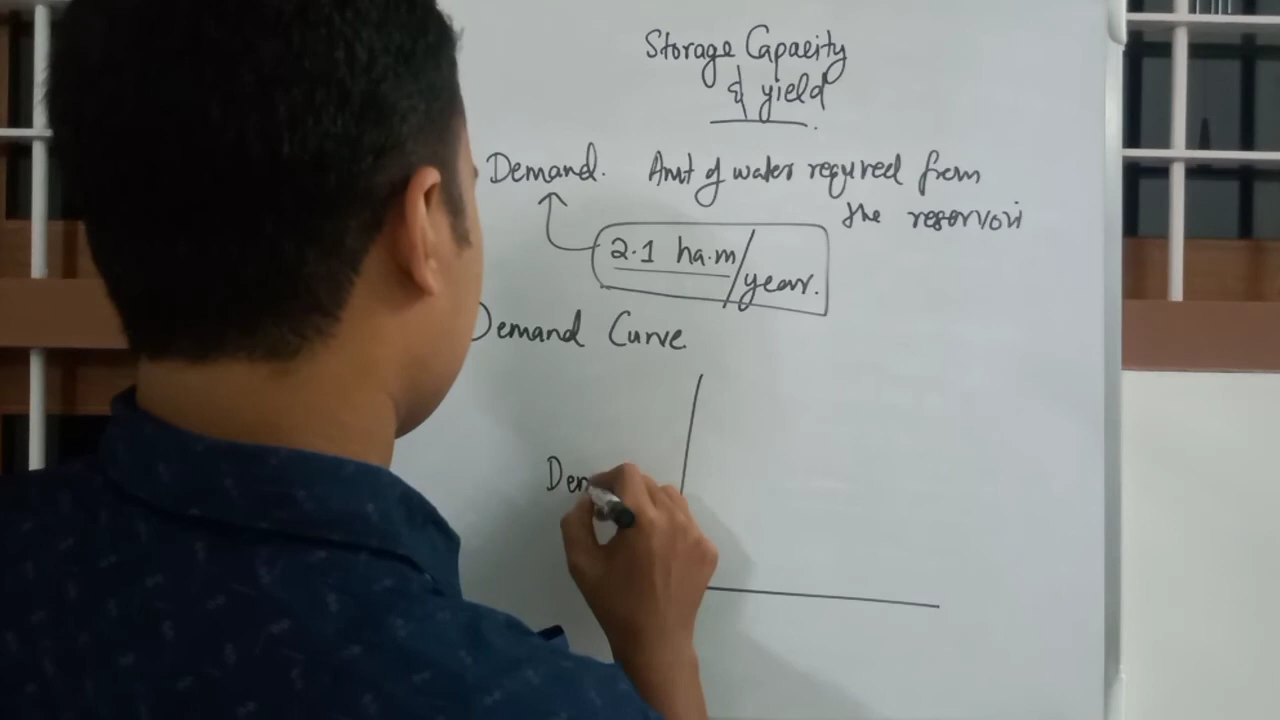 Storage Capacity
& yield
Demand. Amt of water required from
the reservoir
2.1 ha.m/year.
Demand Curve
Dem